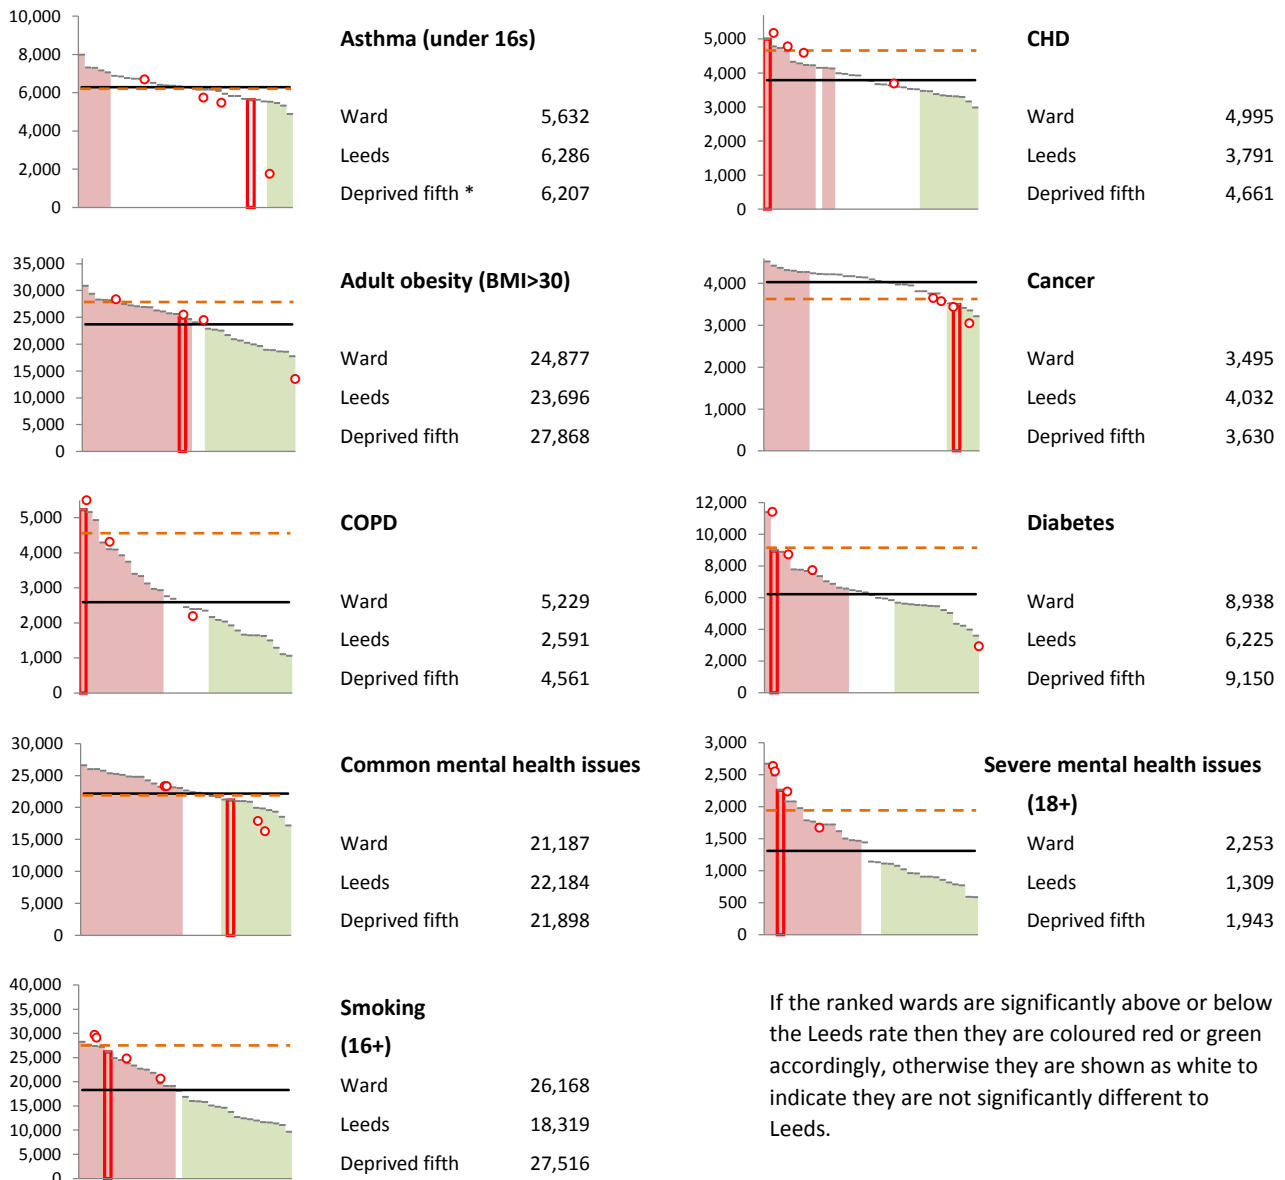 10,000
8,000
6,000
4,000
2,000
0
Asthma (under 16s)
Ward 5,632
Leeds 6,286
Deprived fifth * 6,207
5,000
4,000
3,000
2,000
1,000
0
CHD
Ward 4,995
Leeds 3,791
Deprived fifth 4,661
35,000
30,000
25,000
20,000
15,000
10,000
5,000
0
Adult obesity (BMI>30)
Ward 24,877
Leeds 23,696
Deprived fifth 27,868
4,000
3,000
2,000
1,000
0
Cancer
Ward 3,495
Leeds 4,032
Deprived fifth 3,630
5,000
4,000
3,000
2,000
1,000
0
COPD
Ward 5,229
Leeds 2,591
Deprived fifth 4,561
12,000
10,000
8,000
6,000
4,000
2,000
0
Diabetes
Ward 8,938
Leeds 6,225
Deprived fifth 9,150
30,000
25,000
20,000
15,000
10,000
5,000
0
Common mental health issues
Ward 21,187
Leeds 22,184
Deprived fifth 21,898
3,000
2,500
2,000
1,500
1,000
500
0
Severe mental health issues
(18+)
Ward 2,253
Leeds 1,309
Deprived fifth 1,943
40,000
35,000
30,000
25,000
20,000
15,000
10,000
5,000
0
Smoking
(16+)
Ward 26,168
Leeds 18,319
Deprived fifth 27,516
If the ranked wards are significantly above or below
the Leeds rate then they are coloured red or green
accordingly, otherwise they are shown as white to
indicate they are not significantly different to
Leeds.